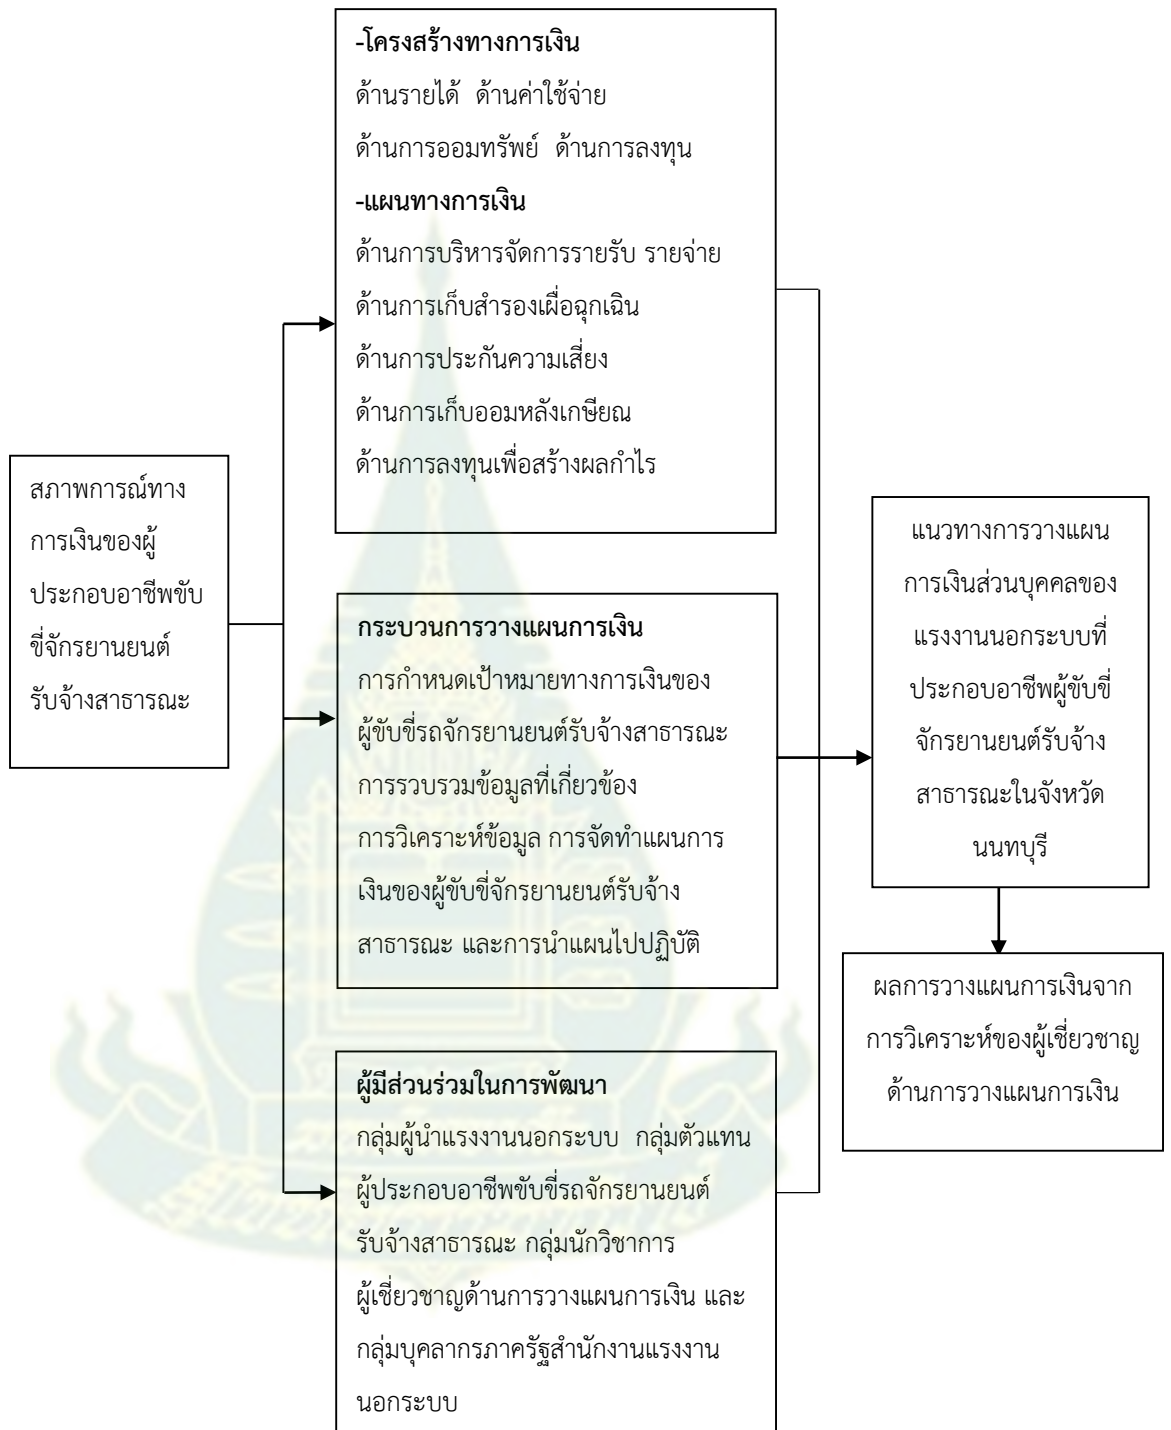 -โครงสร้างทางการเงิน
ด้านรายได้ ด้านค่าใช้จ่าย
ด้านการออมทรัพย์ ด้านการลงทุน
-แผนทางการเงิน
ด้านการบริหารจัดการรายรับ รายจ่าย
ด้านการเก็บสำรองเผื่อฉุกเฉิน
ด้านการประกันความเสี่ยง
ด้านการเก็บออมหลังเกษียณ
ด้านการลงทุนเพื่อสร้างผลกำไร
สภาพการณ์ทาง
การเงินของผู้
ประกอบอาชีพขับ
ขี่จักรยานยนต์
รับจ้างสาธารณะ
กระบวนการวางแผนการเงิน
การกำหนดเป้าหมายทางการเงินของ
ผู้ขับขี่รถจักรยานยนต์รับจ้างสาธารณะ
การรวบรวมข้อมูลที่เกี่ยวข้อง
การวิเคราะห์ข้อมูล การจัดทำแผนการ
เงินของผู้ขับขี่จักรยานยนต์รับจ้าง
สาธารณะ และการนำแผนไปปฏิบัติ
ผู้มีส่วนร่วมในการพัฒนา
กลุ่มผู้นำแรงงานนอกระบบ กลุ่มตัวแทน
ผู้ประกอบอาชีพขับขี่รถจักรยานยนต์
รับจ้างสาธารณะ กลุ่มนักวิชาการ
ผู้เชี่ยวชาญด้านการวางแผนการเงิน และ
กลุ่มบุคลากรภาครัฐสำนักงานแรงงาน
นอกระบบ
แนวทางการวางแผน
การเงินส่วนบุคคลของ
แรงงานนอกระบบที่
ประกอบอาชีพผู้ขับขี่
จักรยานยนต์รับจ้าง
สาธารณะในจังหวัด
นนทบุรี
ผลการวางแผนการเงินจาก
การวิเคราะห์ของผู้เชี่ยวชาญ
ด้านการวางแผนการเงิน